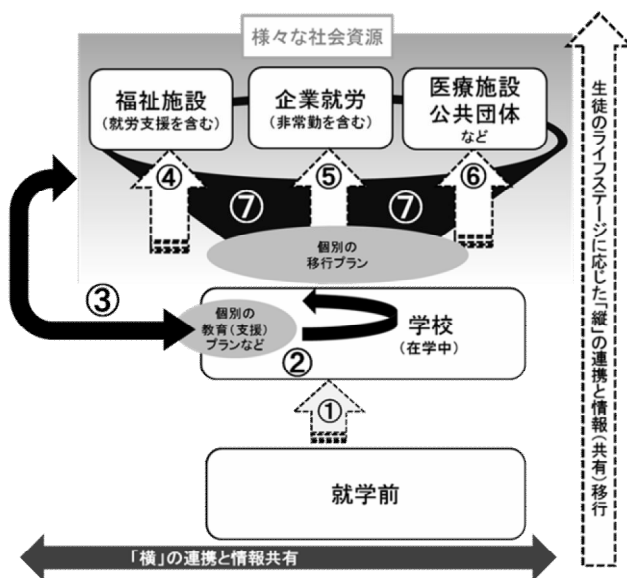 様々な社会資源
福祉施設
(就労支援を含む)
企業就労
(非常勤を含む)
医療施設
公共団体
など
④
⑤
⑥
⑦
⑦
個別の
移行プラン
③
個別の
教育(支援)
プランなど
②
学校
(在学中)
①
就学前
「横」の連携と情報共有
生徒のライフステージに応じた「縦」の連携と情報(共有)移行